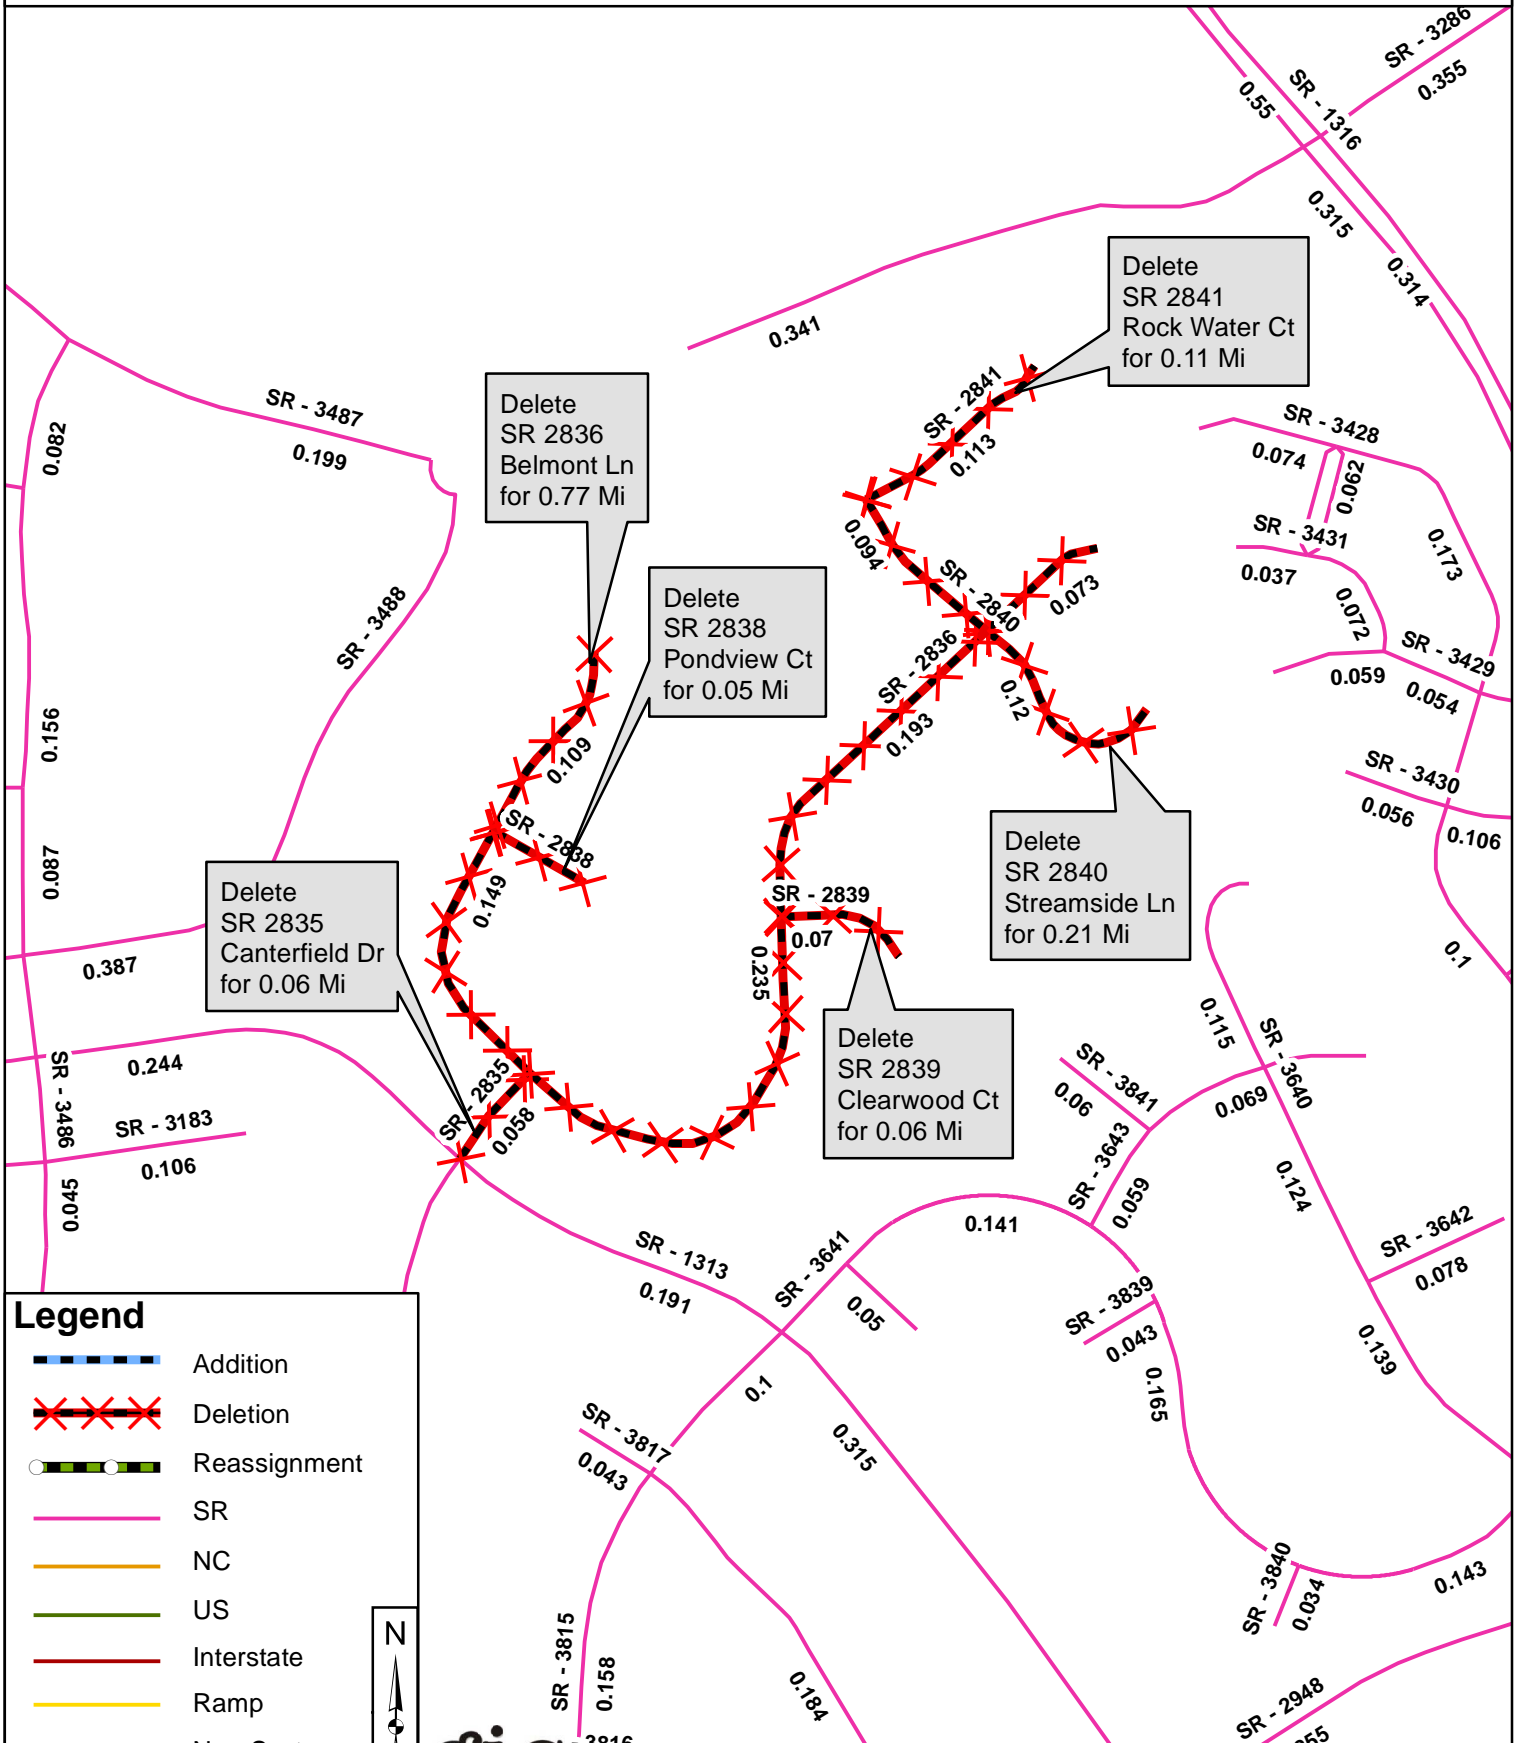 SR - 3286
0.355
0.55
SR - 1316
0.315
0.314
0.341
Delete
SR 2841
Rock Water Ct
for 0.11 Mi
SR - 3487
0.199
0.082
Delete
SR 2836
Belmont Ln
for 0.77 Mi
SR - 2841
0.113
SR - 3428
0.074
0.062
SR - 3431
0.037
0.173
0.072
0.094
SR - 2840
0.073
SR - 3488
Delete
SR 2838
Pondview Ct
for 0.05 Mi
SR - 2836
0.193
0.12
SR - 3429
0.059
0.054
0.156
0.109
SR - 3430
0.056
0.106
SR - 2838
0.087
0.149
Delete
SR 2835
Canterfield Dr
for 0.06 Mi
SR - 2839
0.07
0.235
Delete
SR 2840
Streamside Ln
for 0.21 Mi
0.387
0.1
Delete
SR 2839
Clearwood Ct
for 0.06 Mi
0.115
SR - 3640
0.244
SR - 3486
SR - 3183
0.106
0.045
SR - 2835
0.058
SR - 3841
0.06
0.069
SR - 3643
0.059
0.124
0.141
SR - 3642
0.078
SR - 1313
0.191
SR - 3641
0.05
SR - 3839
0.043
0.139
0.165
0.1
0.315
SR - 3817
0.043
SR - 3840
0.034
0.143
SR - 3815
0.158
0.184
SR - 2948
Legend
Addition
Deletion
Reassignment
SR
NC
US
Interstate
Ramp
N
3816